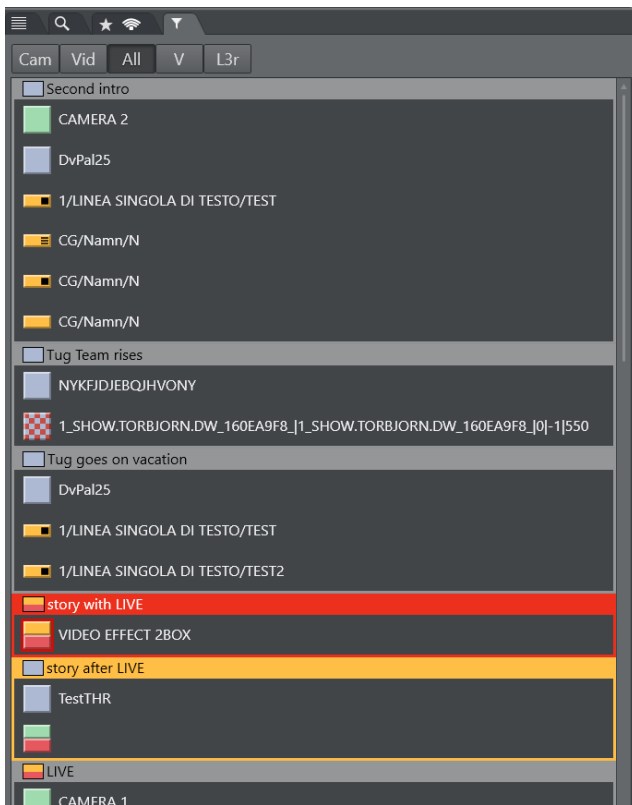 Cam Vid All V L3r
Second intro
CAMERA 2
DvPal25
1/LINEA SINGOLA DI TESTO/TEST
CG/Namn/N
CG/Namn/N
CG/Namn/N
Tug Team rises
NYKFJDJEBQJHVONY
1_SHOW.TORBJORN.DW_160EA9F8_|1_SHOW.TORBJORN.DW_160EA9F8_|0|-1|550
Tug goes on vacation
DvPal25
1/LINEA SINGOLA DI TESTO/TEST
1/LINEA SINGOLA DI TESTO/TEST2
story with LIVE
VIDEO EFFECT 2BOX
story after LIVE
TestTHR
LIVE
CAMERA 1